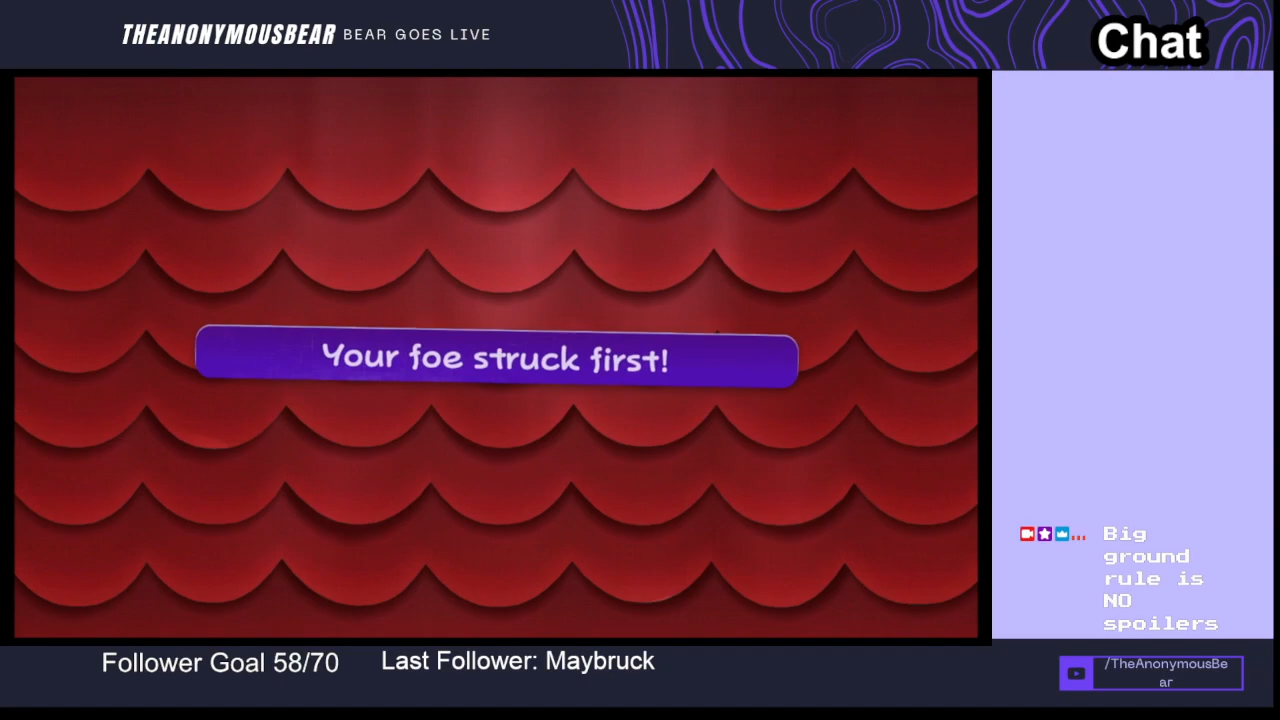 THEANONYMOUSBEAR BEAR GOES LIVE
Chat
Your foe struck first!
Big
ground
rule is
NO
spoilers
Follower Goal 58/70
Last Follower: Maybruck
/TheAnonymousBe
ar